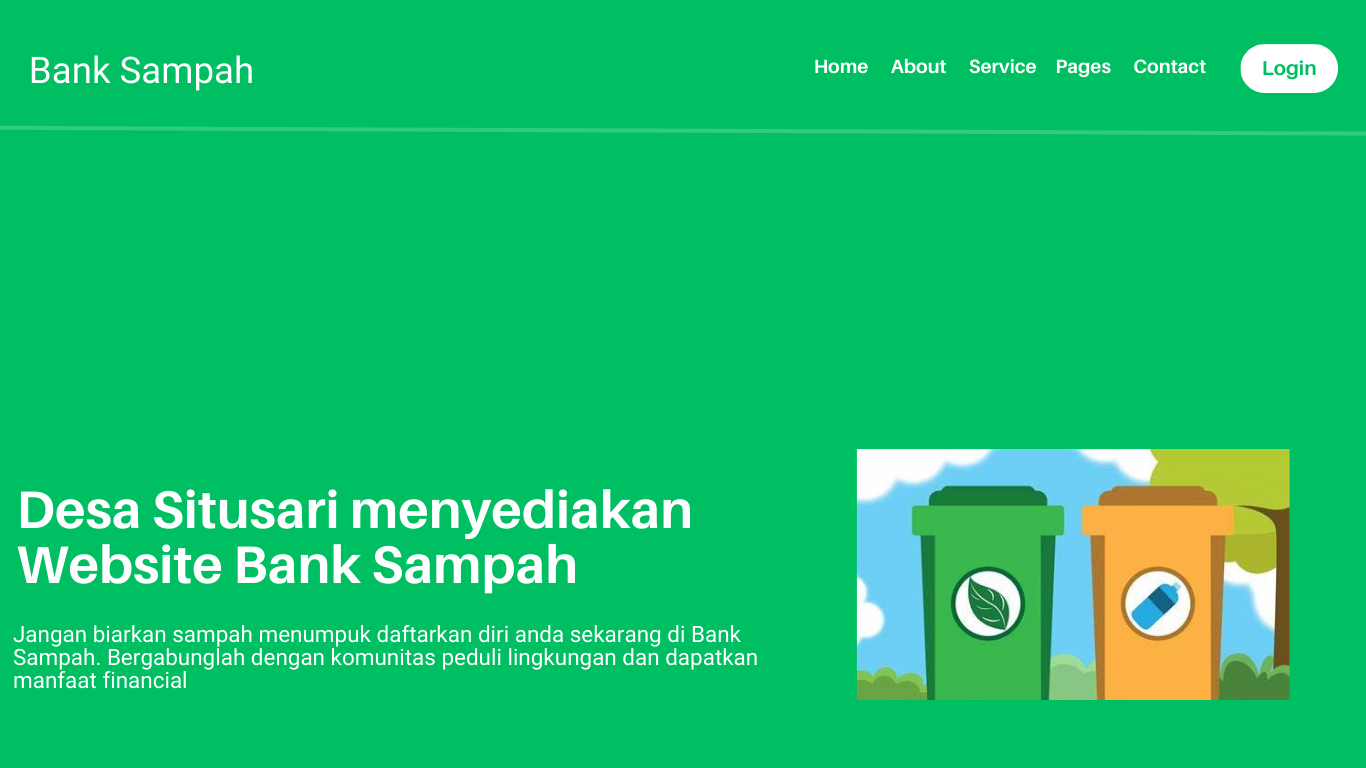 Bank Sampah
Home About Service Pages Contact Login
Desa Situsari menyediakan
Website Bank Sampah
Jangan biarkan sampah menumpuk daftarkan diri anda sekarang di Bank
Sampah. Bergabunglah dengan komunitas peduli lingkungan dan dapatkan
manfaat financial